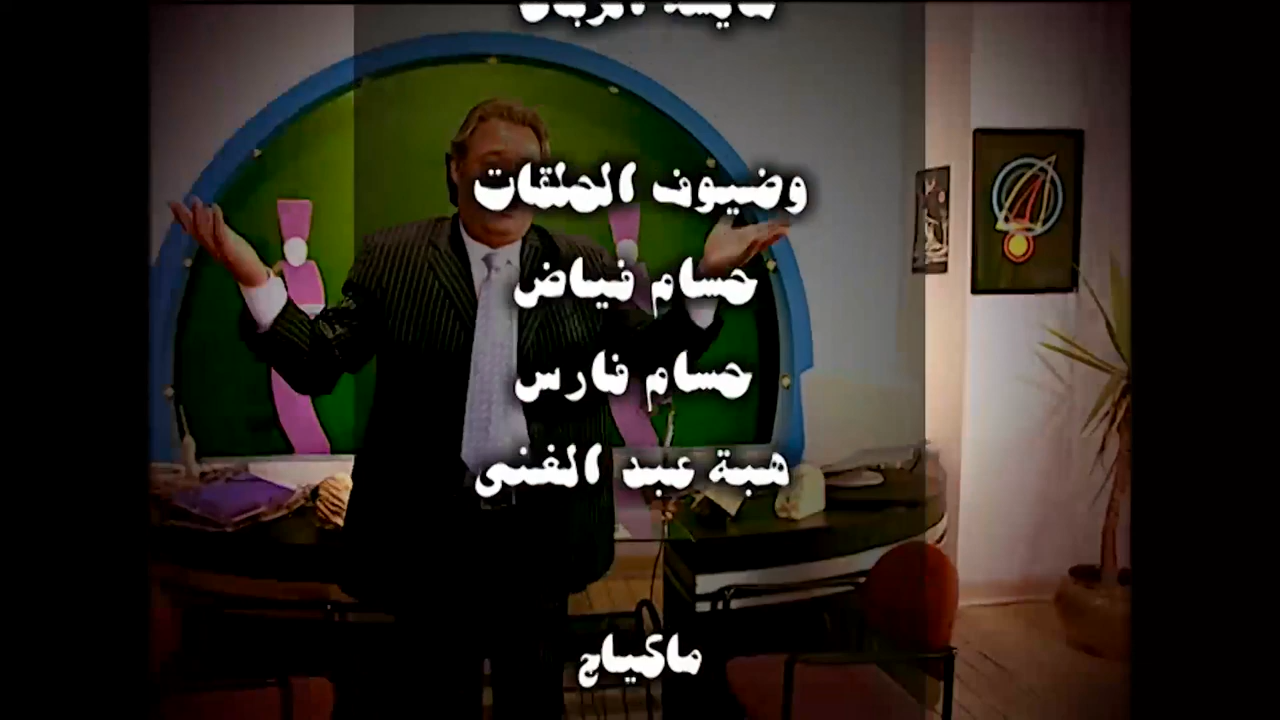 وضيوف الحلقات
حسام فياض
حسام فارس
هبة عبد الغنى
ماكياج